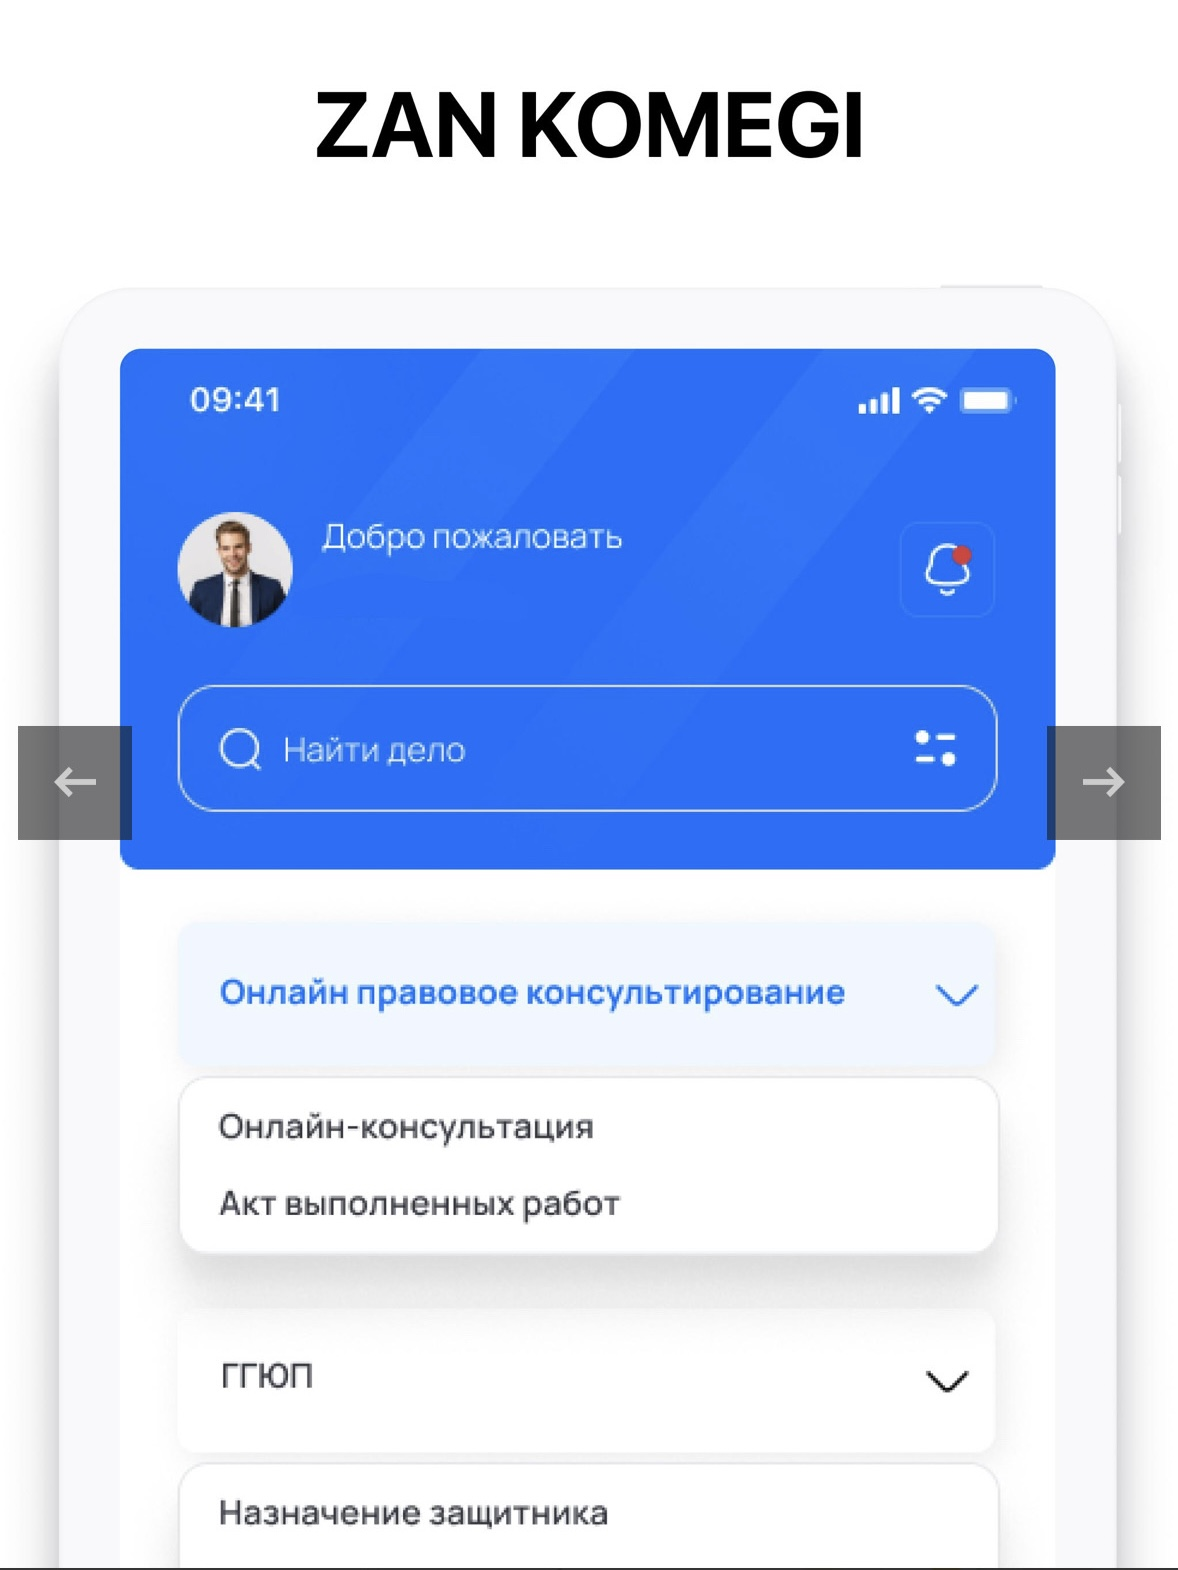 ZAN KOMEGI
09:41
Добро пожаловать
Найти дело
Онлайн правовое консультирование
Онлайн-консультация
Акт выполненных работ
ГГЮП
Назначение защитника